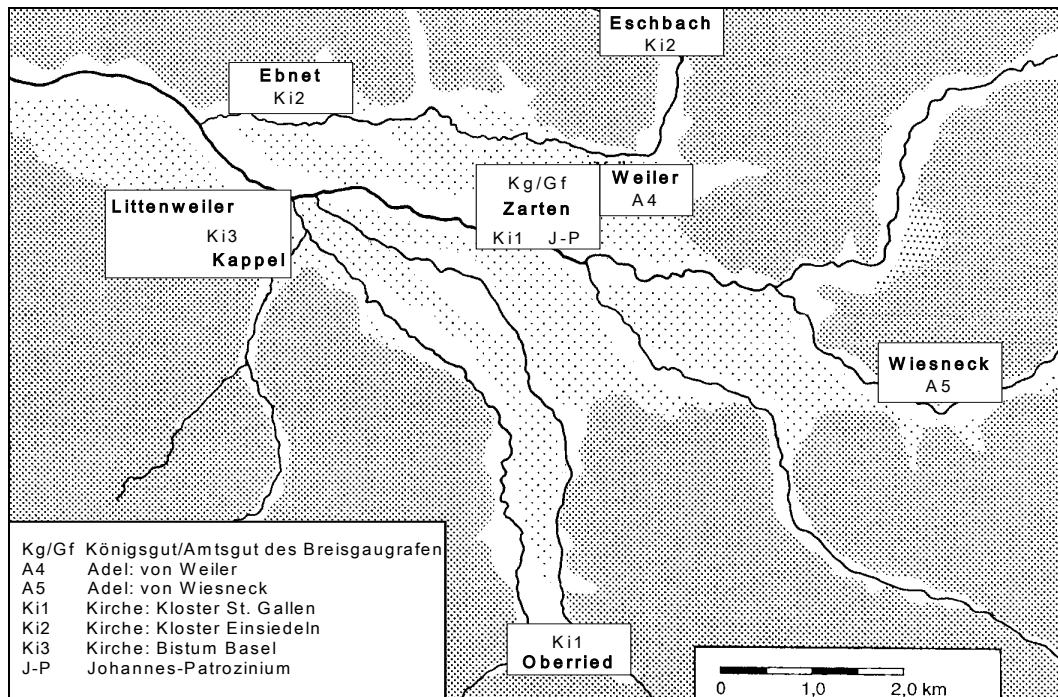 Eschbach
Ki2
Ebnet
Ki2
Kg/Gf
Zarten
Ki1 J-P
Weiler
A4
Littenweiler
Ki3
Kappel
Wiesneck
A5
Ki1
Oberried
Kg/Gf Königsgut/Amtsgut des Breisgaugrafen
A4 Adel: von Weiler
A5 Adel: von Wiesneck
Ki1 Kirche: Kloster St. Gallen
Ki2 Kirche: Kloster Einsiedeln
Ki3 Kirche: Bistum Basel
J-P Johannes-Patrozinium
0 1,0 2,0 km